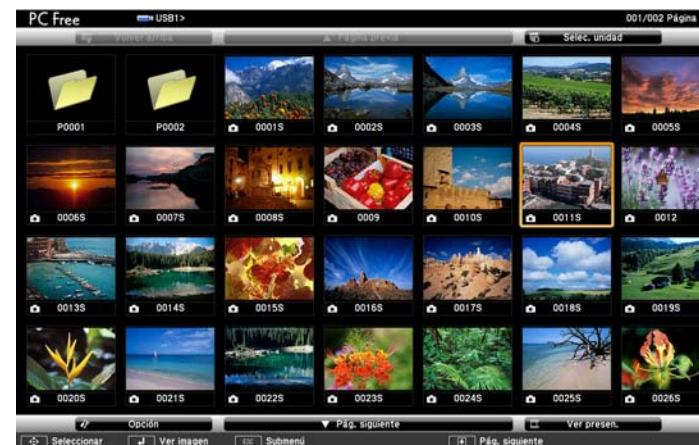 PC Free USB1> 001/002 Página
Volver arriba Página previa Selec. unidad
P0001 P0002 0001S 0002S 0003S 0004S 0005S
0006S 0007S 0008S 0009 0010S 0011S 0012
0013S 0014S 0015S 0016S 0017S 0018S 0019S
0020S 0021S 0022S 0023S 0024S 0025S 0026S
Opción Pág. siguiente Ver presen.
Seleccionar Ver imagen ESC Submenú Pág. siguiente